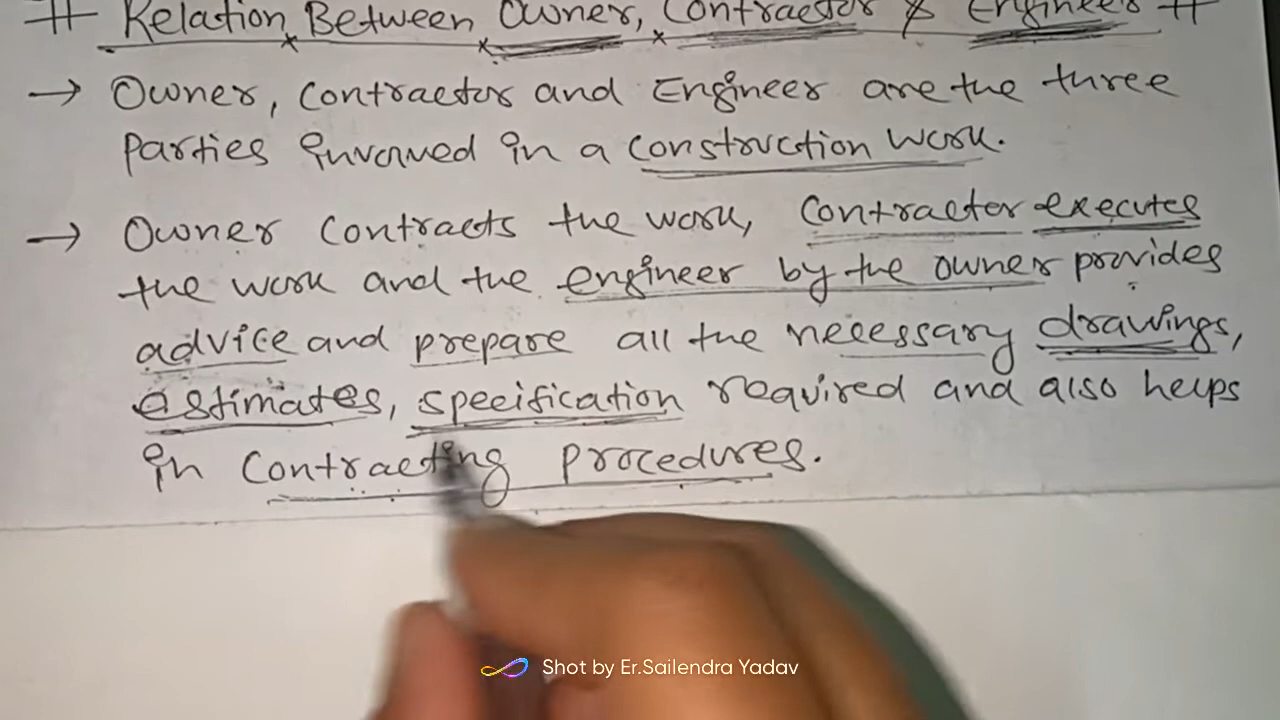 # Relation Between Owner, Contractor & Engineer #
→ Owner, Contractor and Engineer are the three
Parties involved in a Construction work.
→ Owner Contracts the work, Contractor executes
the work and the engineer by the owner provides
advice and prepare all the necessary drawings,
estimates, specification required and also helps
in Contracting Procedures.
Shot by Er.Sailendra Yadav